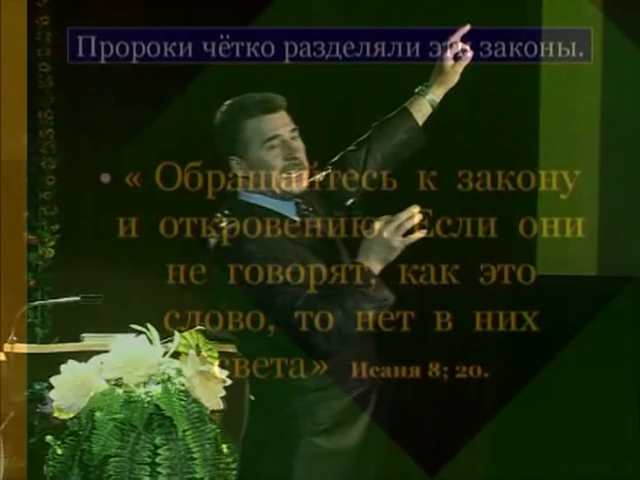 Пророки чётко разделяли эти законы.
• « Обращайтесь к закону
и откровению. Если они
не говорят, как это
слово, то нет в них
света» Исаия 8; 20.